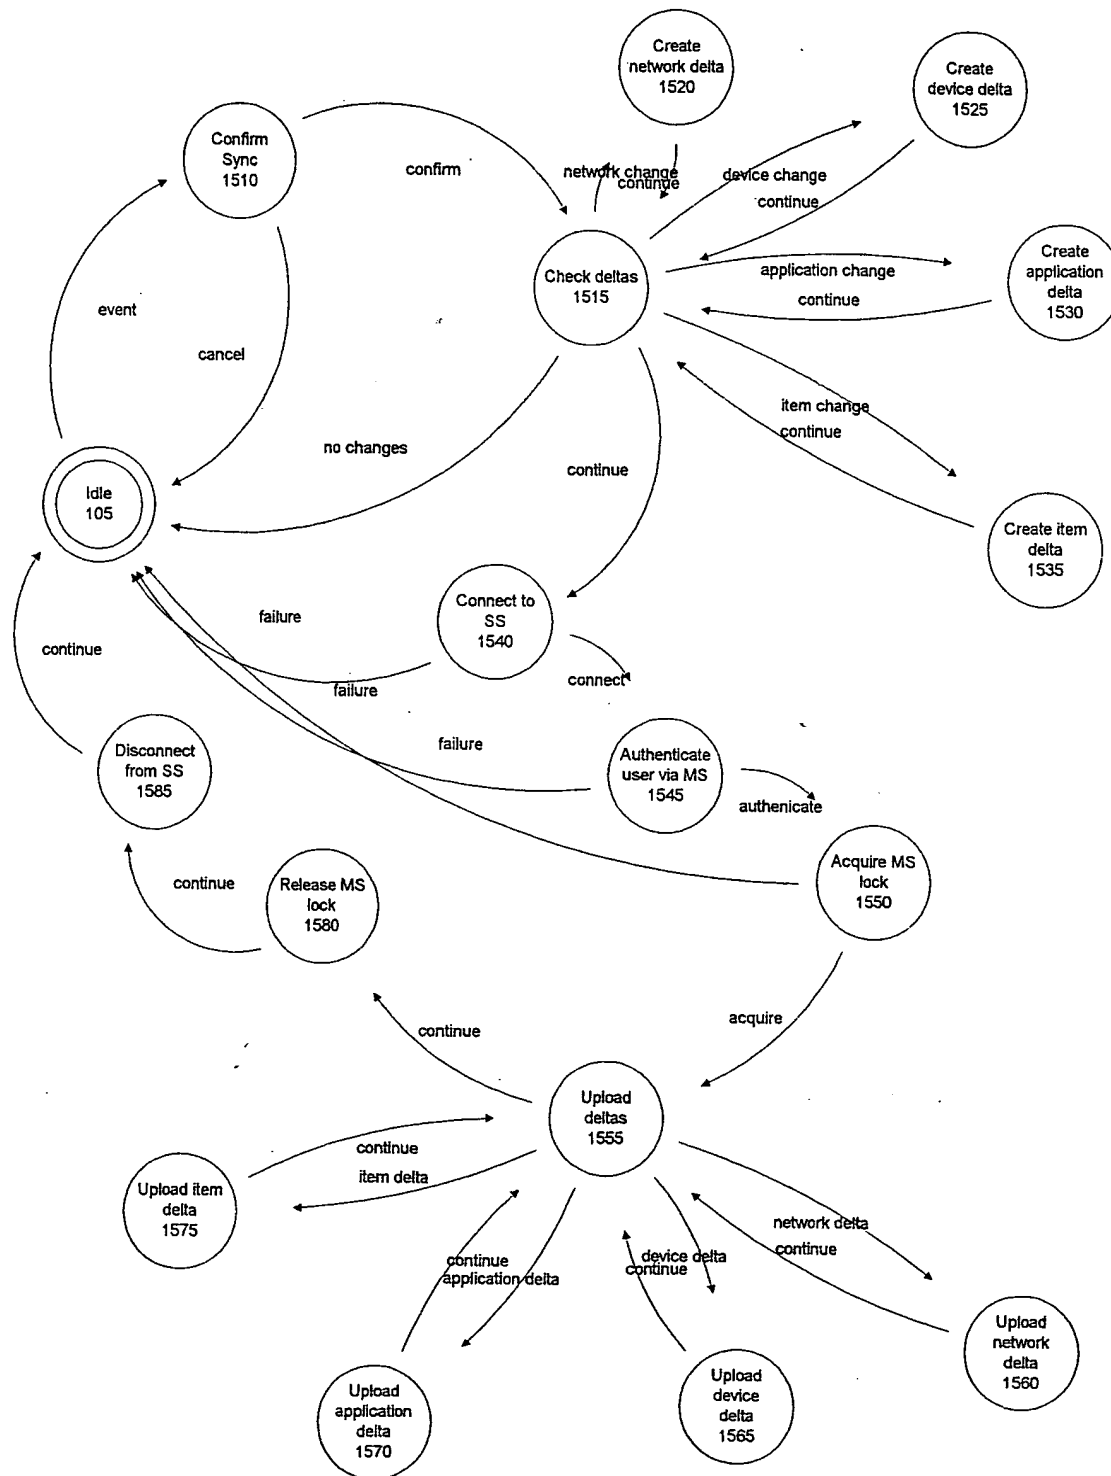 Create
network delta
1520
Create
device delta
1525
Confirm
Sync
1510
confirm
network change
continue
device change
continue
Check deltas
1515
application change
continue
Create
application
delta
1530
event
cancel
item change
continue
no changes
continue
Idle
105
Create item
delta
1535
Connect to
SS
1540
failure
connect
continue
failure
failure
Disconnect
from SS
1585
Authenticate
user via MS
1545
authenicate
Acquire MS
lock
1550
continue
Release MS
lock
1580
acquire
continue
Upload
deltas
1555
continue
item delta
Upload item
delta
1575
network delta
continue
continue
application delta
device delta
continue
Upload
network
delta
1560
Upload
application
delta
1570
Upload
device
delta
1565